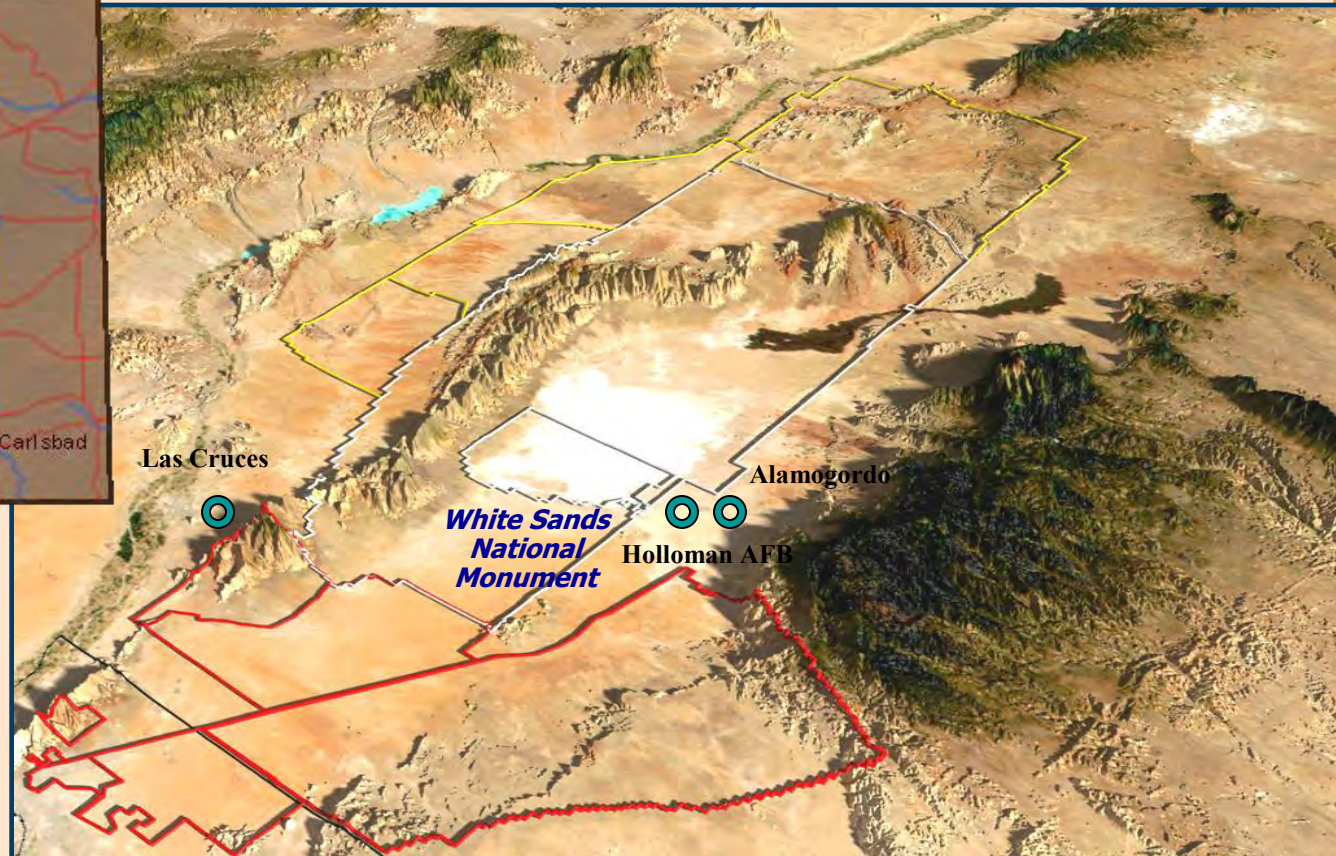 Carlsbad
Las Cruces
Alamogordo
White Sands
National
Monument
Holloman AFB